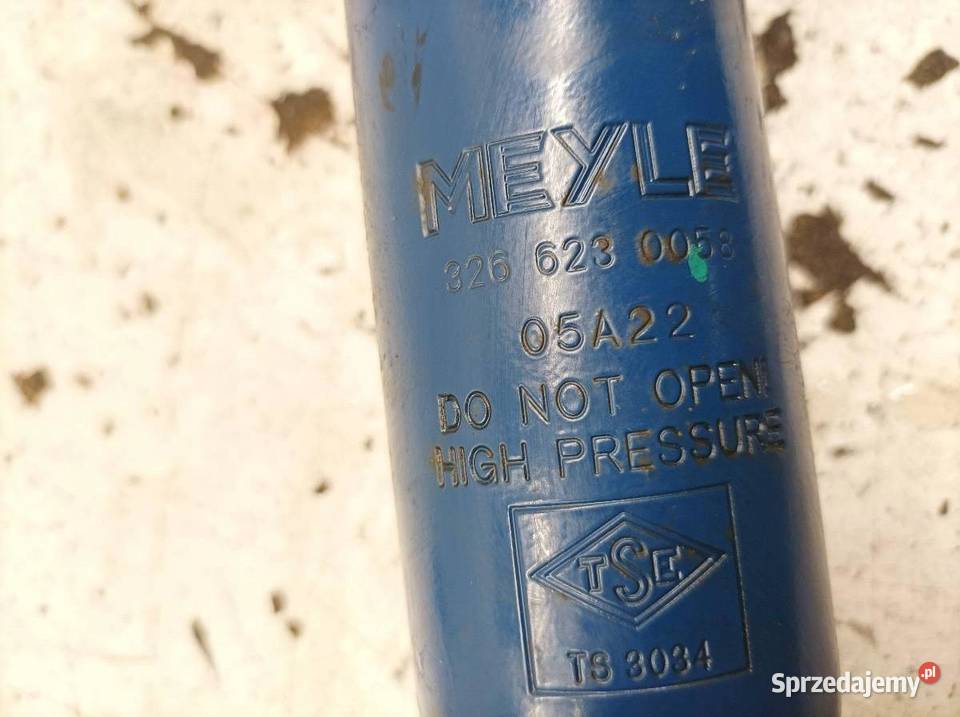 MEYLE
326 623 0058
05A22
DO NOT OPEN!
HIGH PRESSURE
TSE
TS 3034
Sprzedajemy.pl